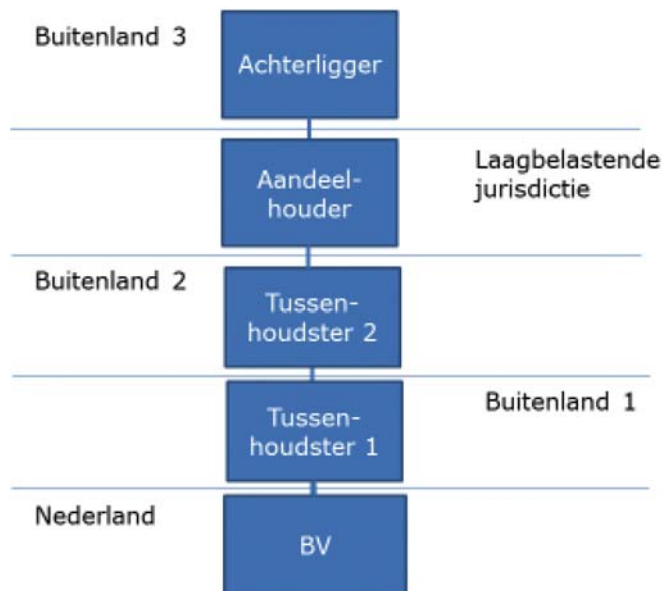 Buitenland 3
Achterligger
Laagbelastende
jurisdictie
Aandeel-
houder
Buitenland 2
Tussen-
houdster 2
Buitenland 1
Tussen-
houdster 1
Nederland
BV